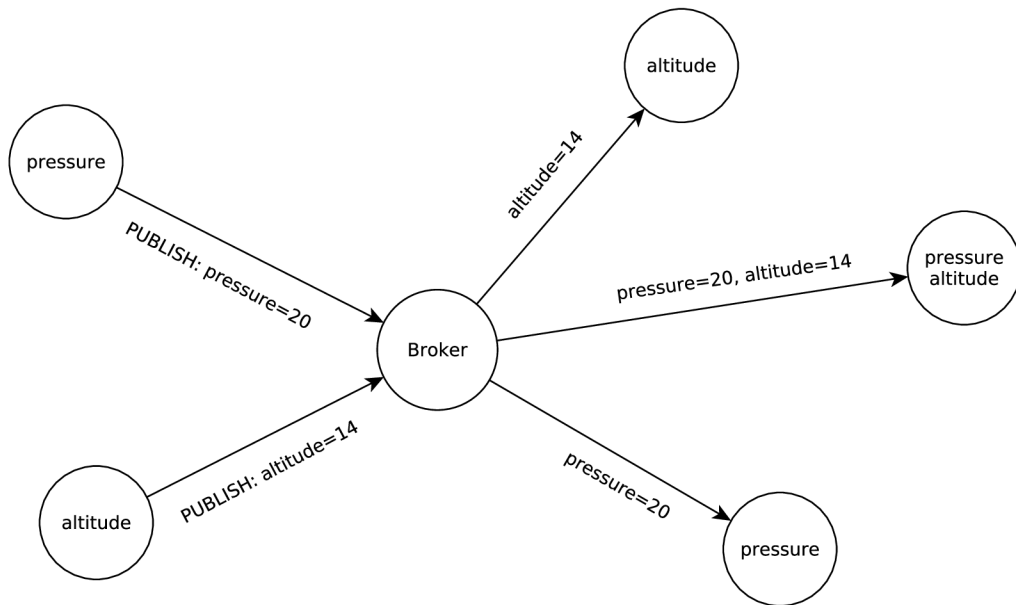 altitude
pressure
altitude=14
PUBLISH: pressure=20
pressure=20, altitude=14
pressure
altitude
Broker
altitude
PUBLISH: altitude=14
pressure=20
pressure